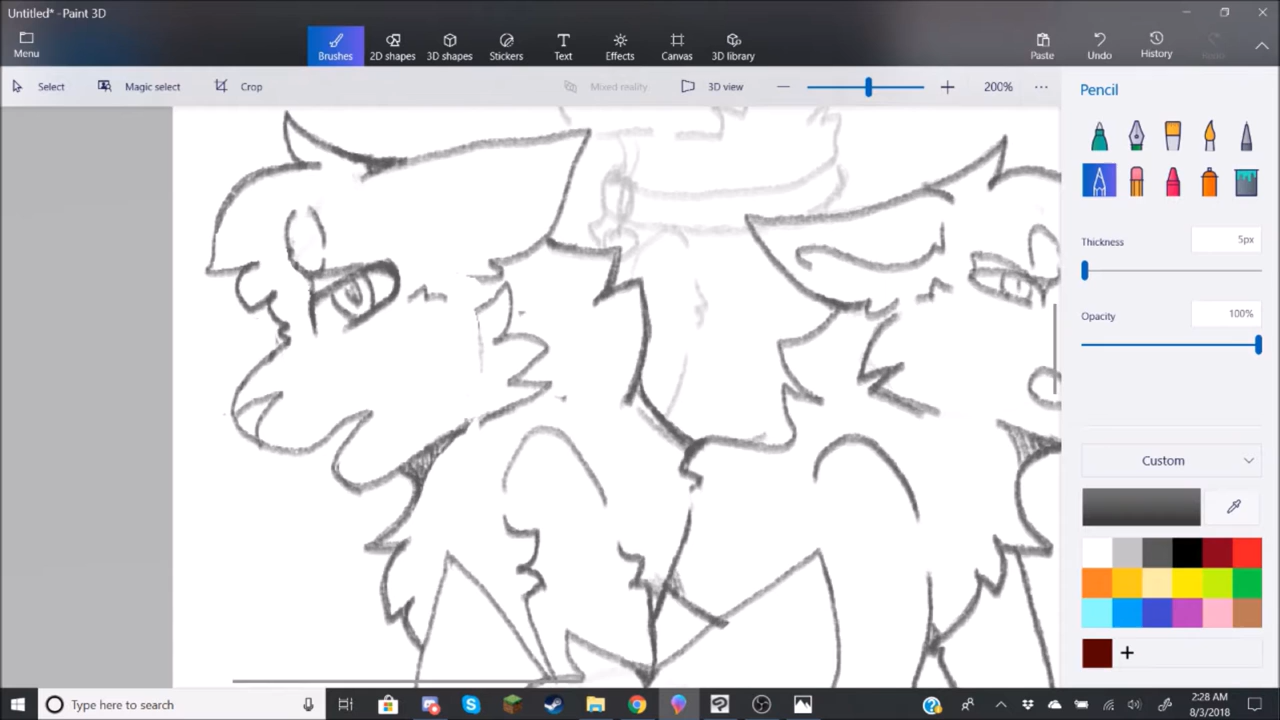 Untitled* - Paint 3D
Menu
Brushes
2D shapes
3D shapes
Stickers
Text
Effects
Canvas
3D library
Paste
Undo
History
Select
Magic select
Crop
Mixed reality
3D view
200%
Pencil
Thickness
5px
Opacity
100%
Custom
Type here to search
2:28 AM
8/3/2018